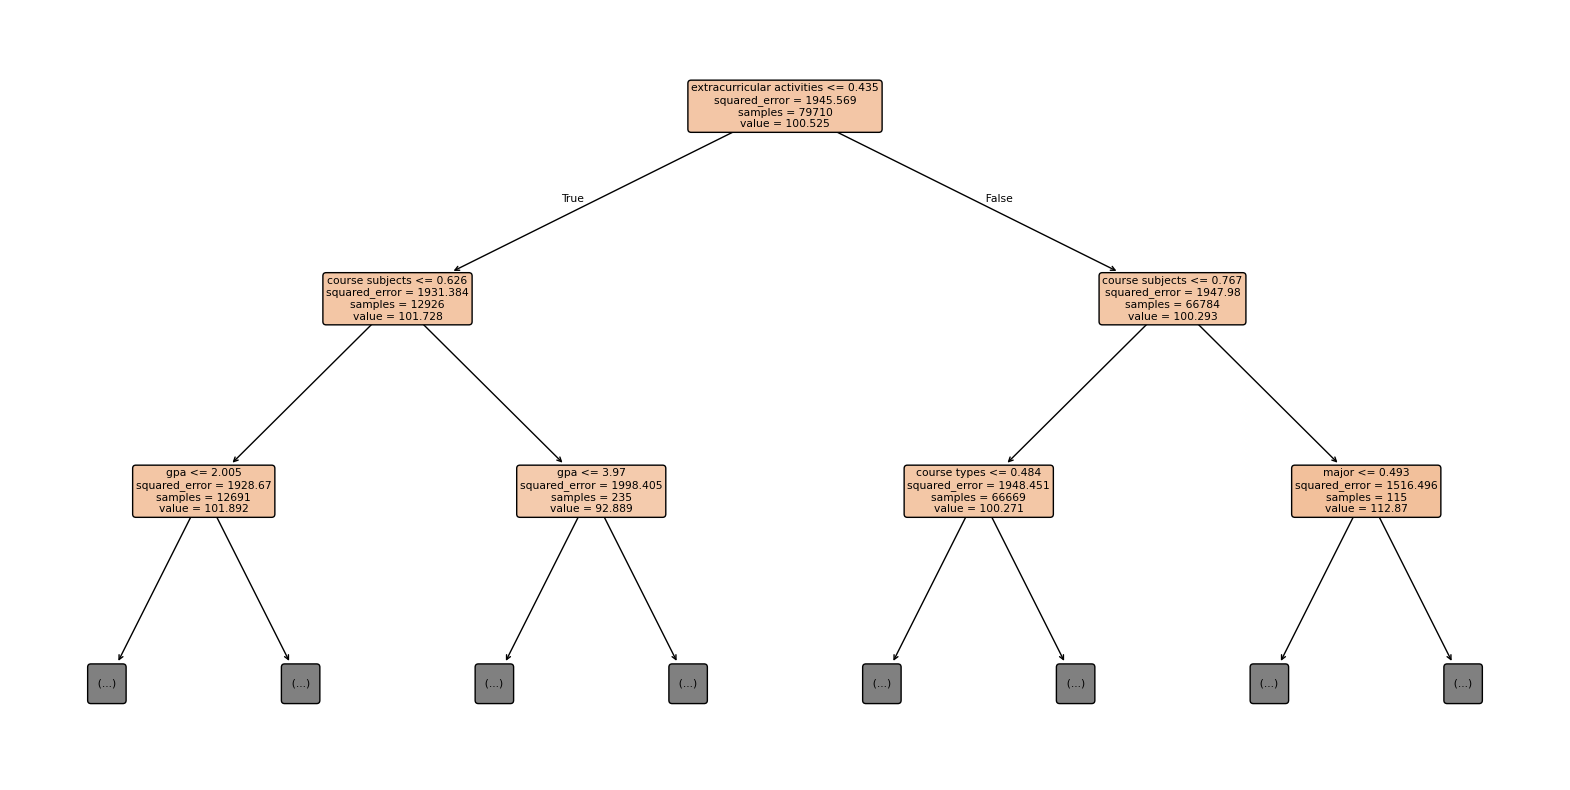 extracurricular activities <= 0.435
squared_error = 1945.569
samples = 79710
value = 100.525
True
False
course subjects <= 0.626
squared_error = 1931.384
samples = 12926
value = 101.728
course subjects <= 0.767
squared_error = 1947.98
samples = 66784
value = 100.293
gpa <= 2.005
squared_error = 1928.67
samples = 12691
value = 101.892
gpa <= 3.97
squared_error = 1998.405
samples = 235
value = 92.889
course types <= 0.484
squared_error = 1948.451
samples = 66669
value = 100.271
major <= 0.493
squared_error = 1516.496
samples = 115
value = 112.87
(...)
(...)
(...)
(...)
(...)
(...)
(...)
(...)